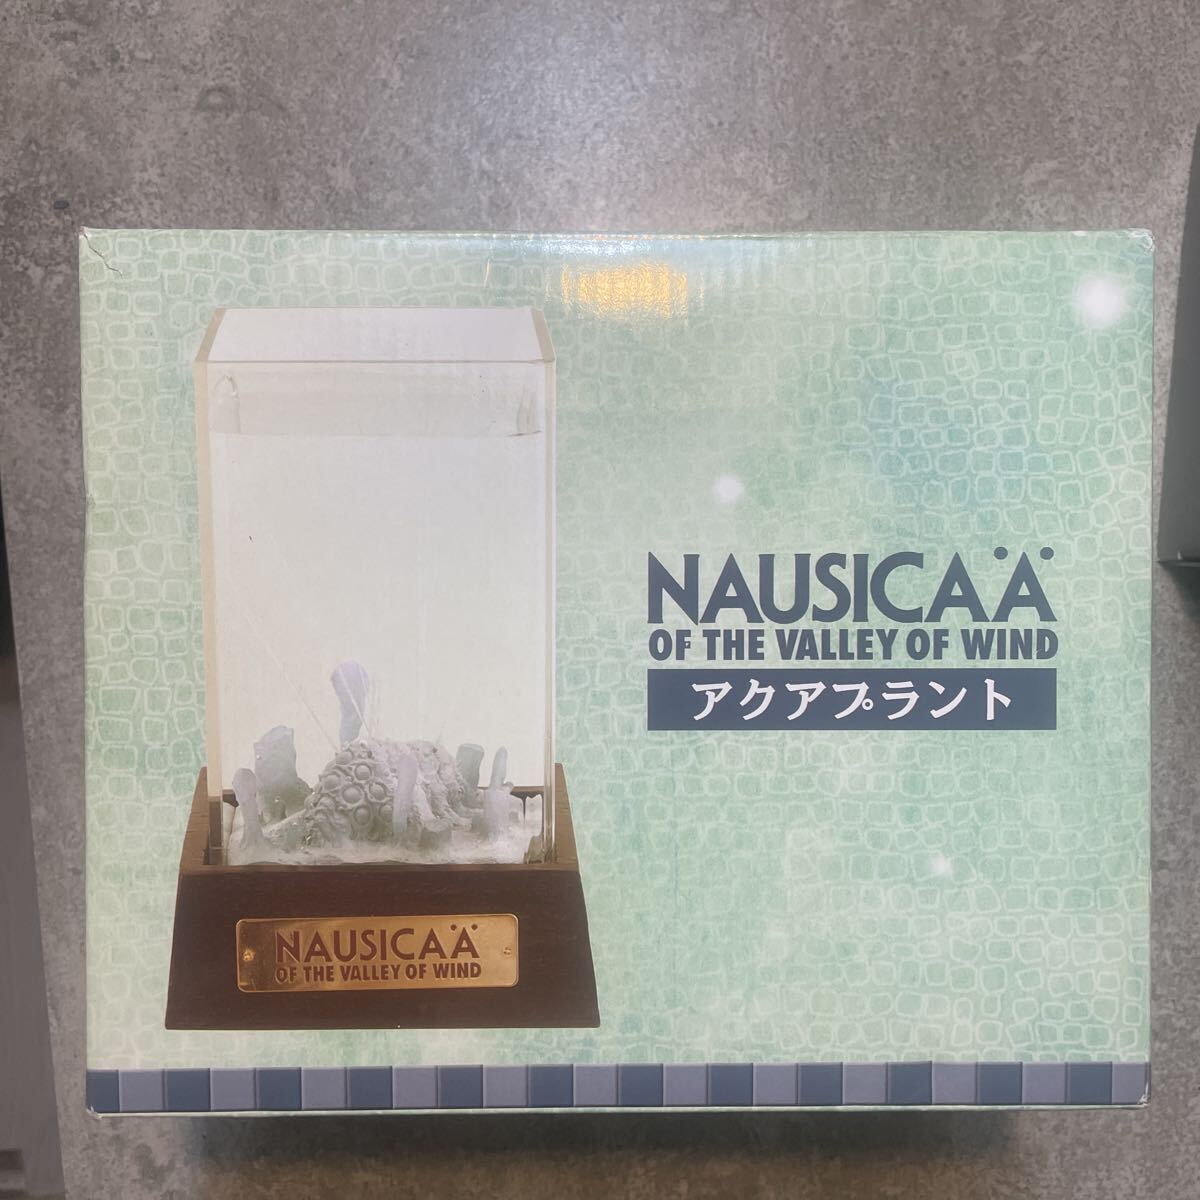 NAUSICAÄ
OF THE VALLEY OF WIND
アクアプラント
NAUSICAÄ
OF THE VALLEY OF WIND